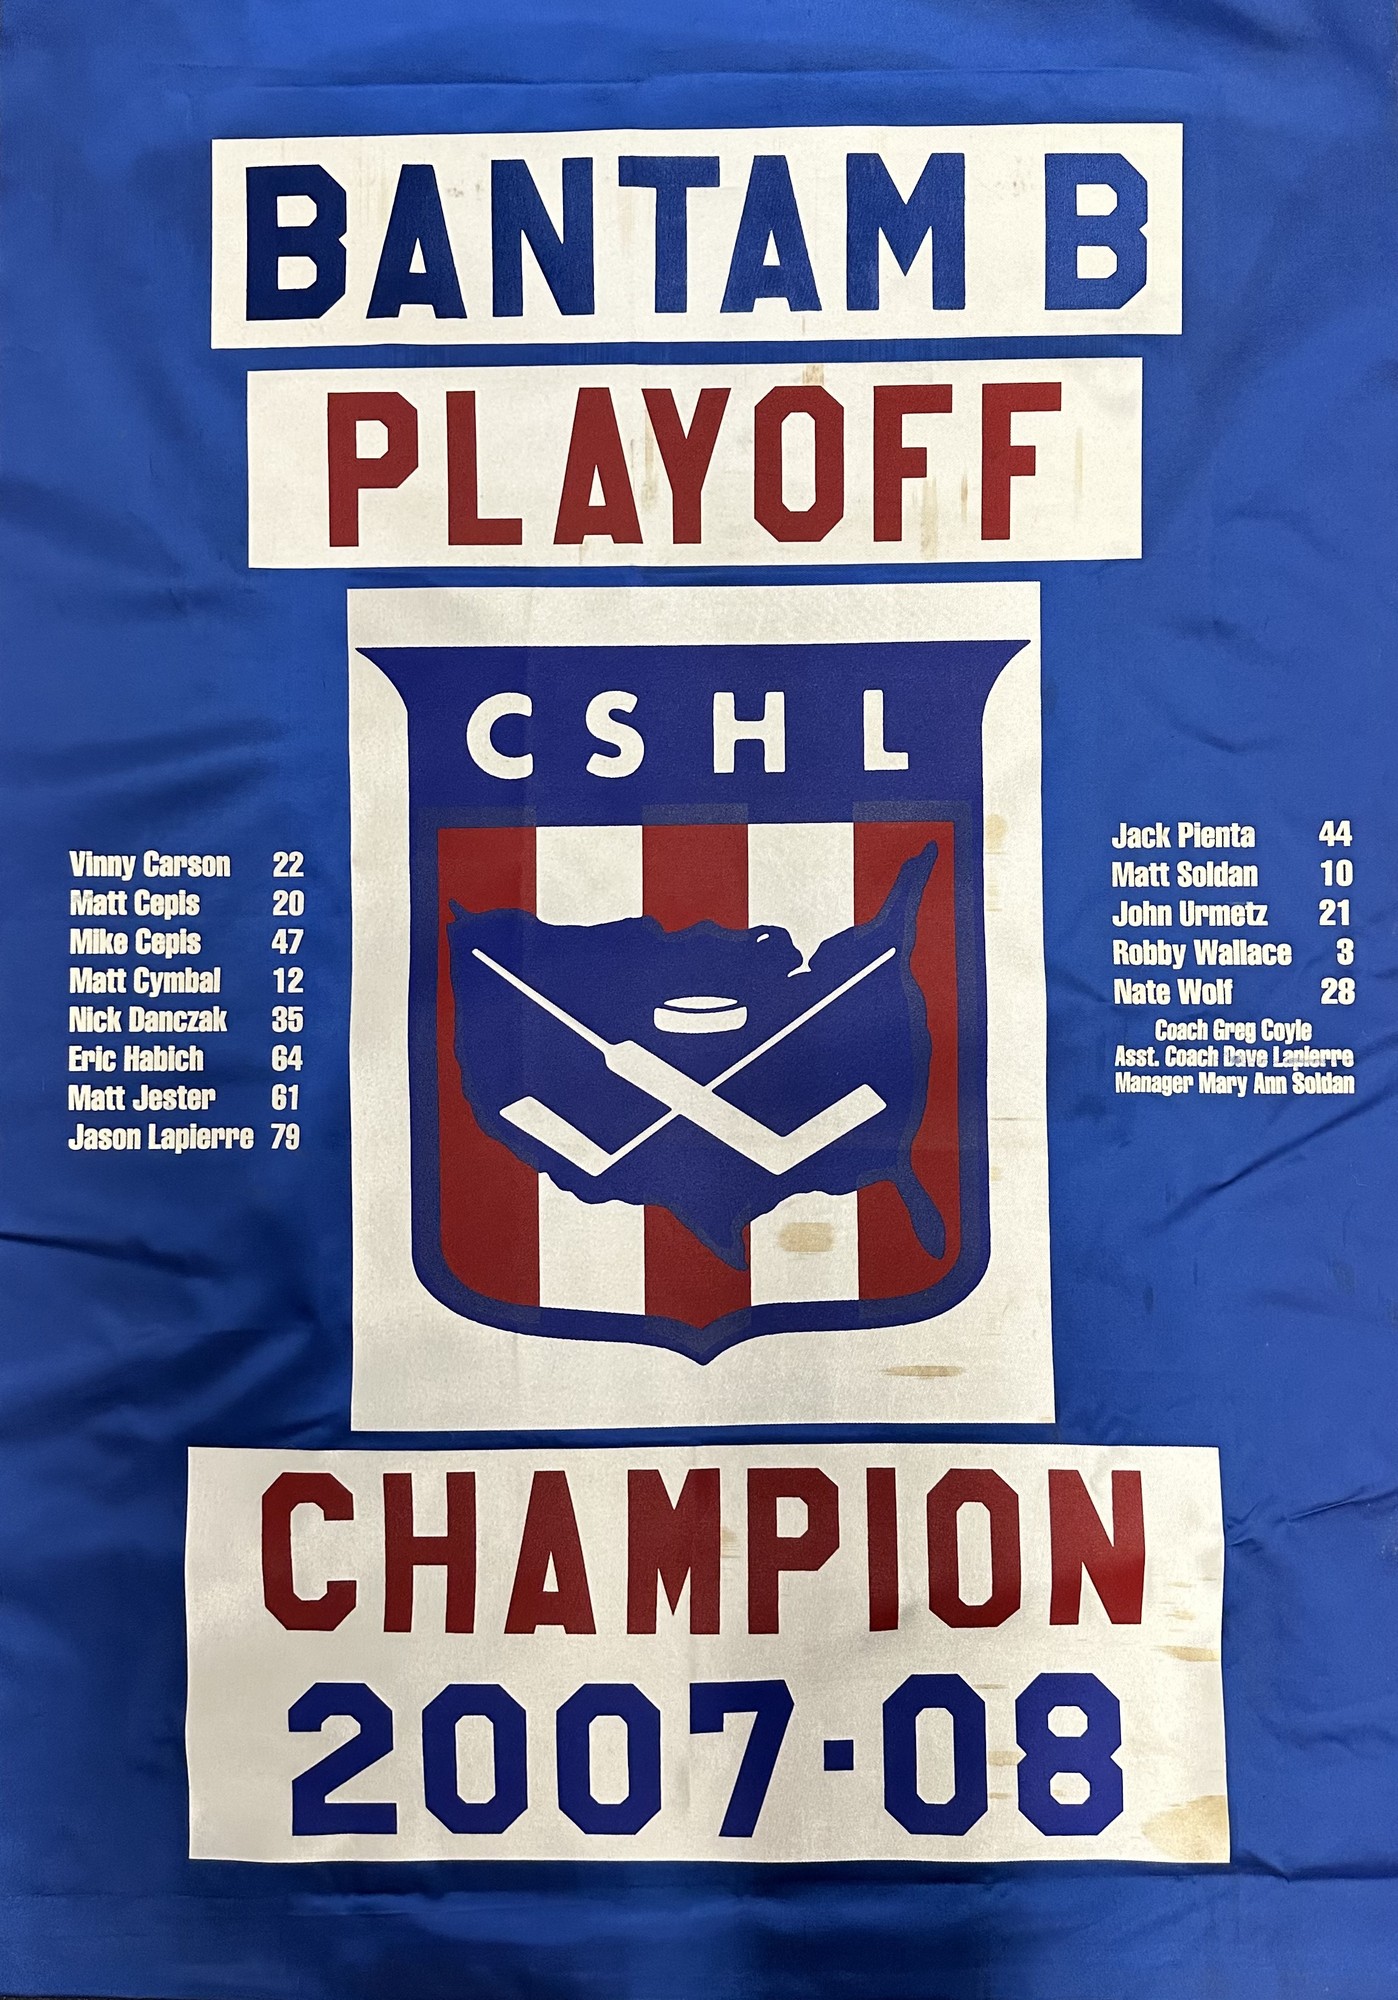 BANTAM B
PLAYOFF
CSHL
Vinny Carson 22
Matt Cepis 20
Mike Cepis 47
Matt Cymbal 12
Nick Danczak 35
Eric Habich 64
Matt Jester 61
Jason Lapierre 79
Jack Pienta 44
Matt Soldan 10
John Urmetz 21
Robby Wallace 3
Nate Wolf 28
Coach Greg Coyle
Asst. Coach Dave Lapierre
Manager Mary Ann Soldan
CHAMPION
2007-08